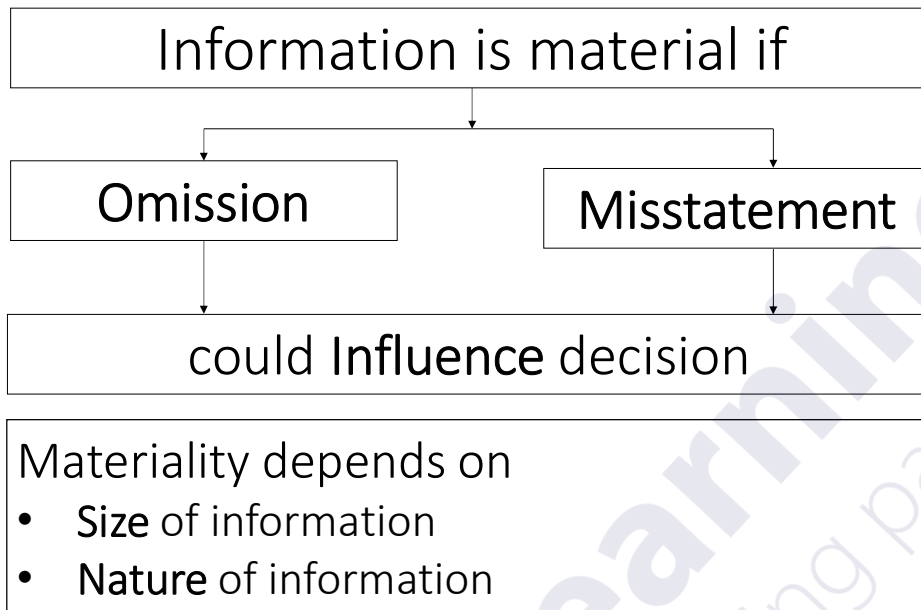 Information is material if
Omission
Misstatement
could Influence decision
Materiality depends on
• Size of information
• Nature of information